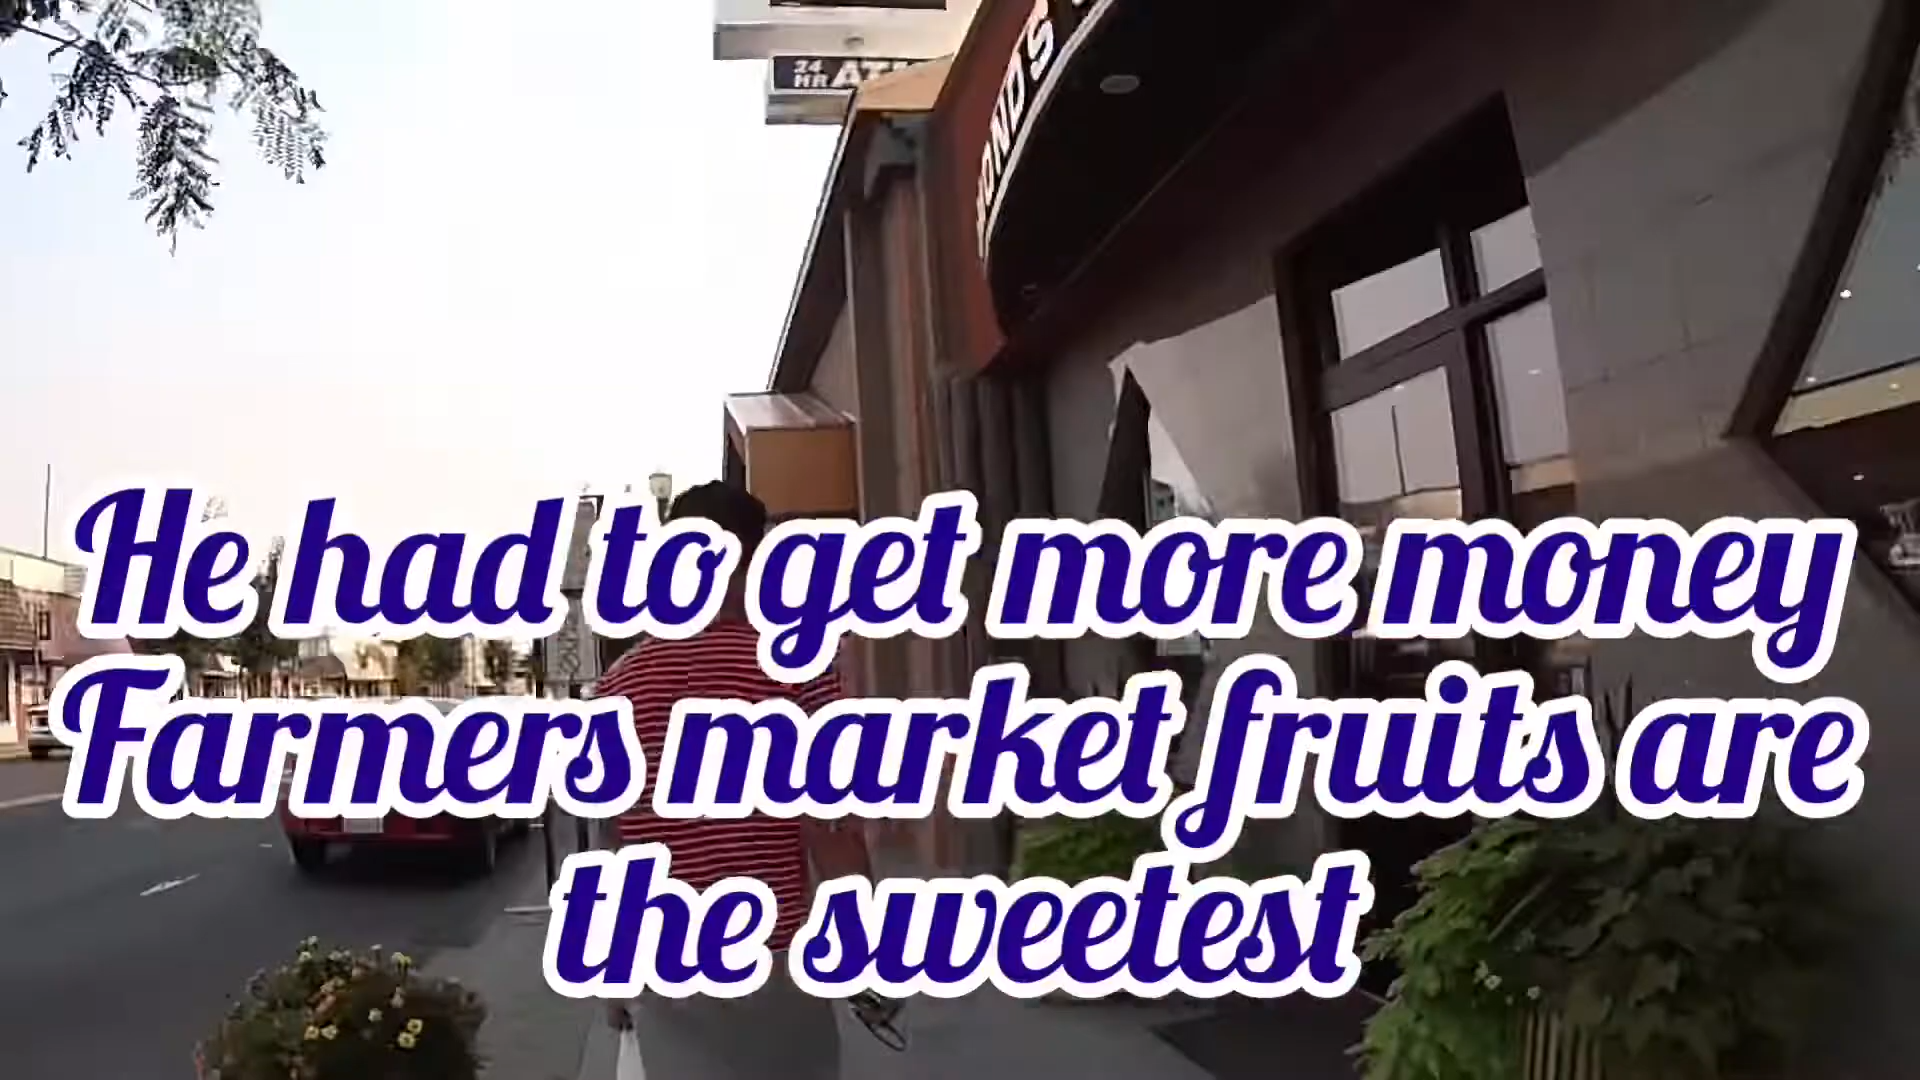 24
HR ATM
He had to get more money
Farmers market fruits are
the sweetest